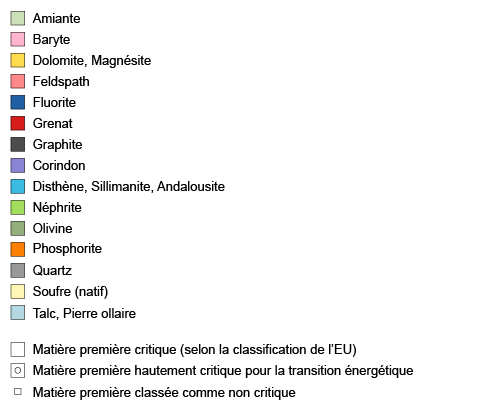 Amiante
Baryte
Dolomite, Magnésite
Feldspath
Fluorite
Grenat
Graphite
Corindon
Disthène, Sillimanite, Andalousite
Néphrite
Olivine
Phosphorite
Quartz
Soufre (natif)
Talc, Pierre ollaire
Matière première critique (selon la classification de l'EU)
Matière première hautement critique pour la transition énergétique
Matière première classée comme non critique